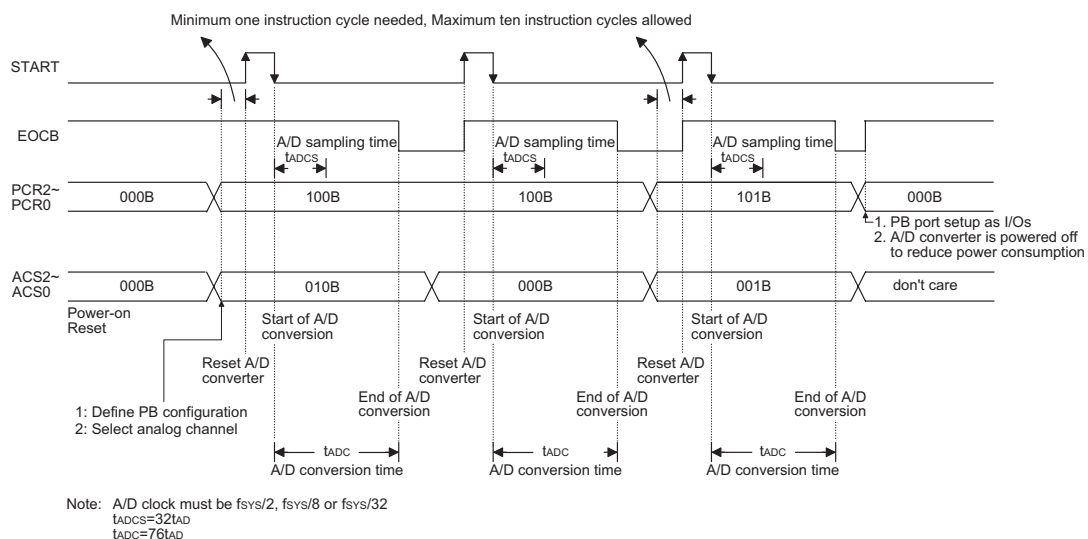 Minimum one instruction cycle needed, Maximum ten instruction cycles allowed
START
EOCB
A/D sampling time
tADCS
A/D sampling time
tADCS
A/D sampling time
tADCS
PCR2~
PCR0
000B
100B
100B
101B
000B
1. PB port setup as I/Os
2. A/D converter is powered off
to reduce power consumption
ACS2~
ACS0
000B
010B
000B
001B
don't care
Power-on
Reset
Start of A/D
conversion
Start of A/D
conversion
Start of A/D
conversion
Reset A/D
converter
Reset A/D
converter
Reset A/D
converter
End of A/D
conversion
End of A/D
conversion
End of A/D
conversion
1: Define PB configuration
2: Select analog channel
tADC
A/D conversion time
tADC
A/D conversion time
tADC
A/D conversion time
Note: A/D clock must be fSYS/2, fSYS/8 or fSYS/32
tADCS=32tAD
tADC=76tAD